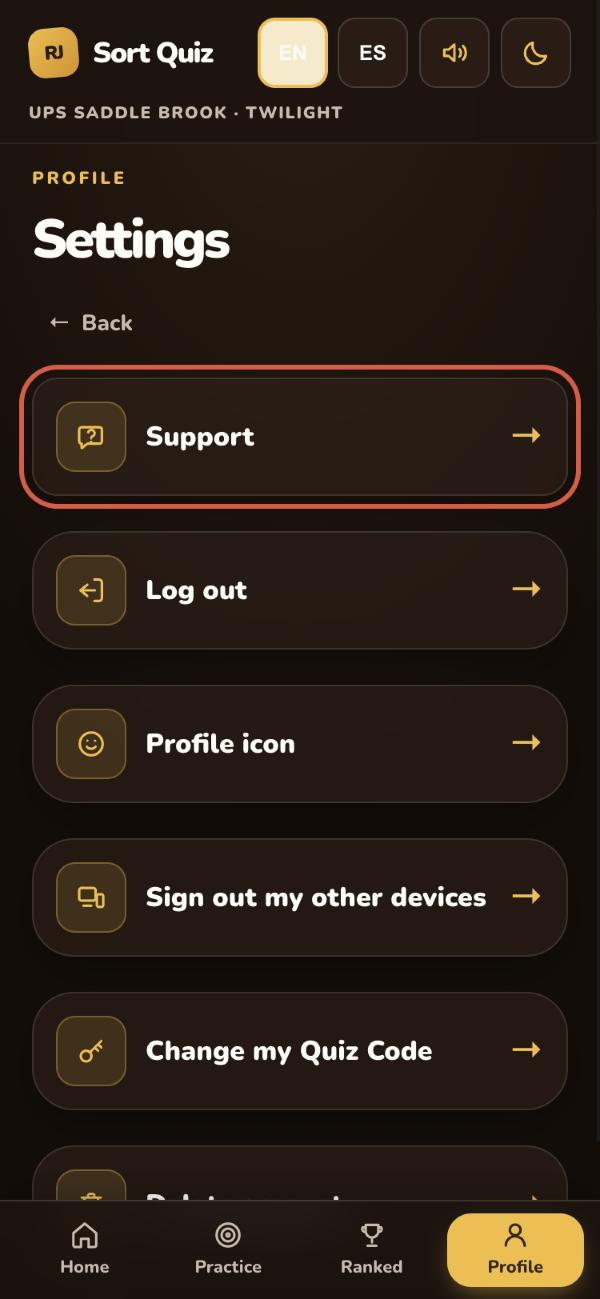 RJ Sort Quiz EN ES
UPS SADDLE BROOK · TWILIGHT
PROFILE
Settings
← Back
Support →
Log out →
Profile icon →
Sign out my other devices →
Change my Quiz Code →
Home Practice Ranked Profile